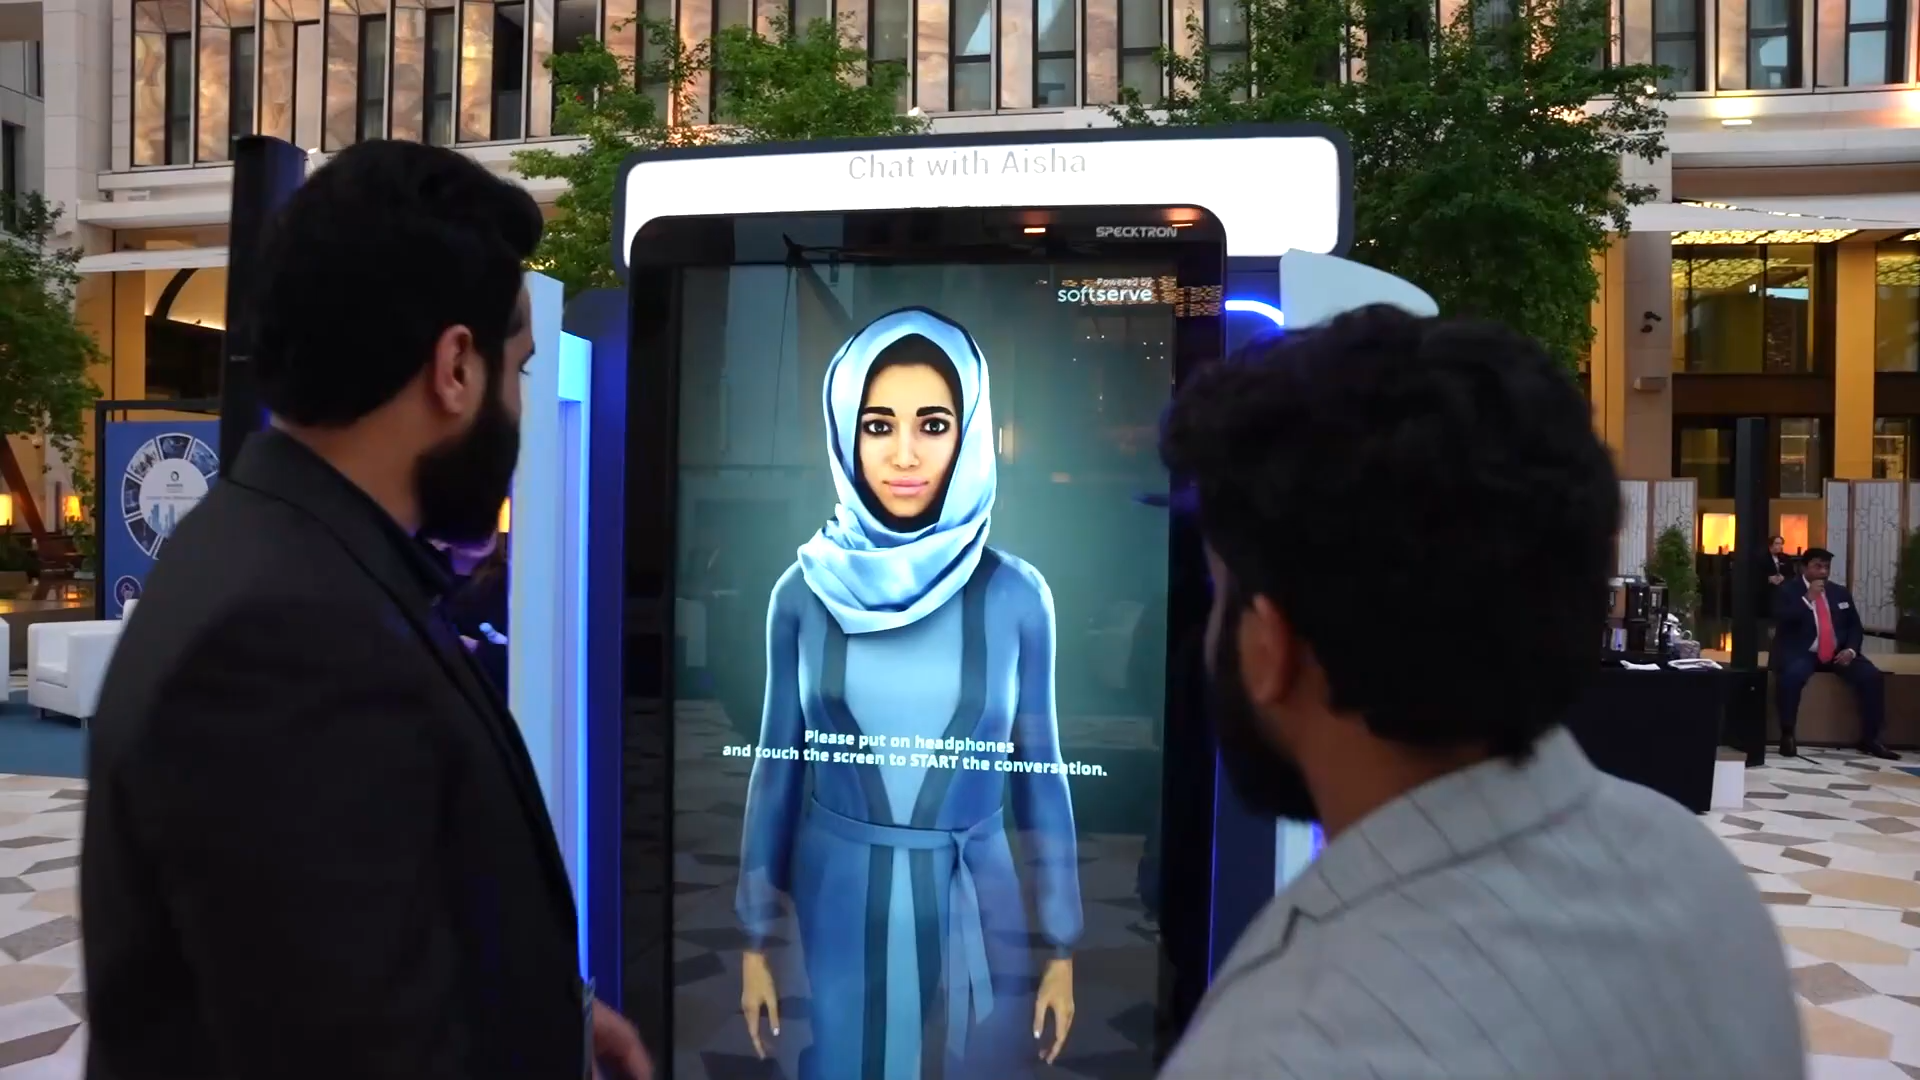 Chat with Aisha
SPECKTRON
Powered by
softserve
Please put on headphones
and touch the screen to START the conversation.